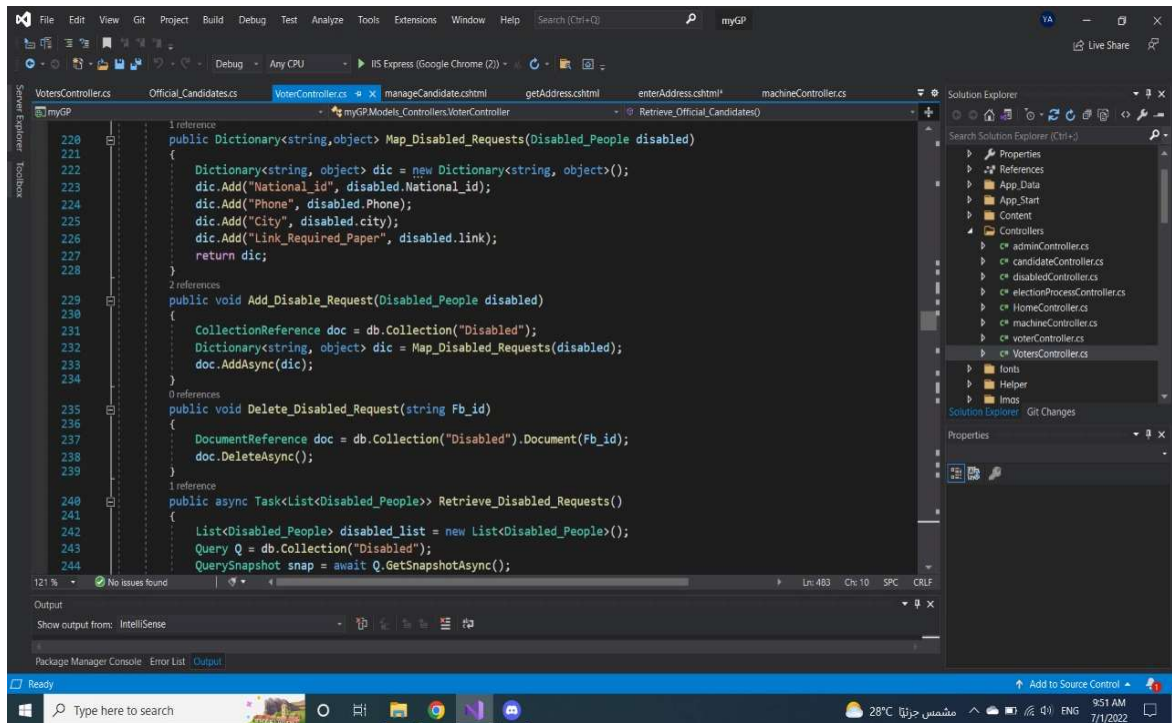 File Edit View Git Project Build Debug Test Analyze Tools Extensions Window Help Search (Ctrl+Q) myGP YA
Live Share
Debug Any CPU IIS Express (Google Chrome (2))
Server Explorer
Toolbox
VotersController.cs Official_Candidates.cs VoterController.cs manageCandidate.cshtml getAddress.cshtml enterAddress.cshtml* machineController.cs
myGP myGP.Models_Controllers.VoterController Retrieve_Official_Candidates()
1 reference
220 public Dictionary<string,object> Map_Disabled_Requests(Disabled_People disabled)
221 {
222 Dictionary<string, object> dic = new Dictionary<string, object>();
223 dic.Add("National_id", disabled.National_id);
224 dic.Add("Phone", disabled.Phone);
225 dic.Add("City", disabled.city);
226 dic.Add("Link_Required_Paper", disabled.link);
227 return dic;
228 }
2 references
229 public void Add_Disable_Request(Disabled_People disabled)
230 {
231 CollectionReference doc = db.Collection("Disabled");
232 Dictionary<string, object> dic = Map_Disabled_Requests(disabled);
233 doc.AddAsync(dic);
234 }
0 references
235 public void Delete_Disabled_Request(string Fb_id)
236 {
237 DocumentReference doc = db.Collection("Disabled").Document(Fb_id);
238 doc.DeleteAsync();
239 }
1 reference
240 public async Task<List<Disabled_People>> Retrieve_Disabled_Requests()
241 {
242 List<Disabled_People> disabled_list = new List<Disabled_People>();
243 Query Q = db.Collection("Disabled");
244 QuerySnapshot snap = await Q.GetSnapshotAsync();
121 % No issues found Ln: 483 Ch: 10 SPC CRLF
Output
Show output from: IntelliSense
Package Manager Console Error List Output
Solution Explorer
Search Solution Explorer (Ctrl+;)
Properties
References
App_Data
App_Start
Content
Controllers
C# adminController.cs
C# candidateController.cs
C# disabledController.cs
C# electionProcessController.cs
C# HomeController.cs
C# machineController.cs
C# voterController.cs
C# VotersController.cs
fonts
Helper
Imgs
Solution Explorer Git Changes
Properties
Ready Add to Source Control 1
Type here to search 28°C مشمس جزئيًا ENG 9:51 AM
7/1/2022